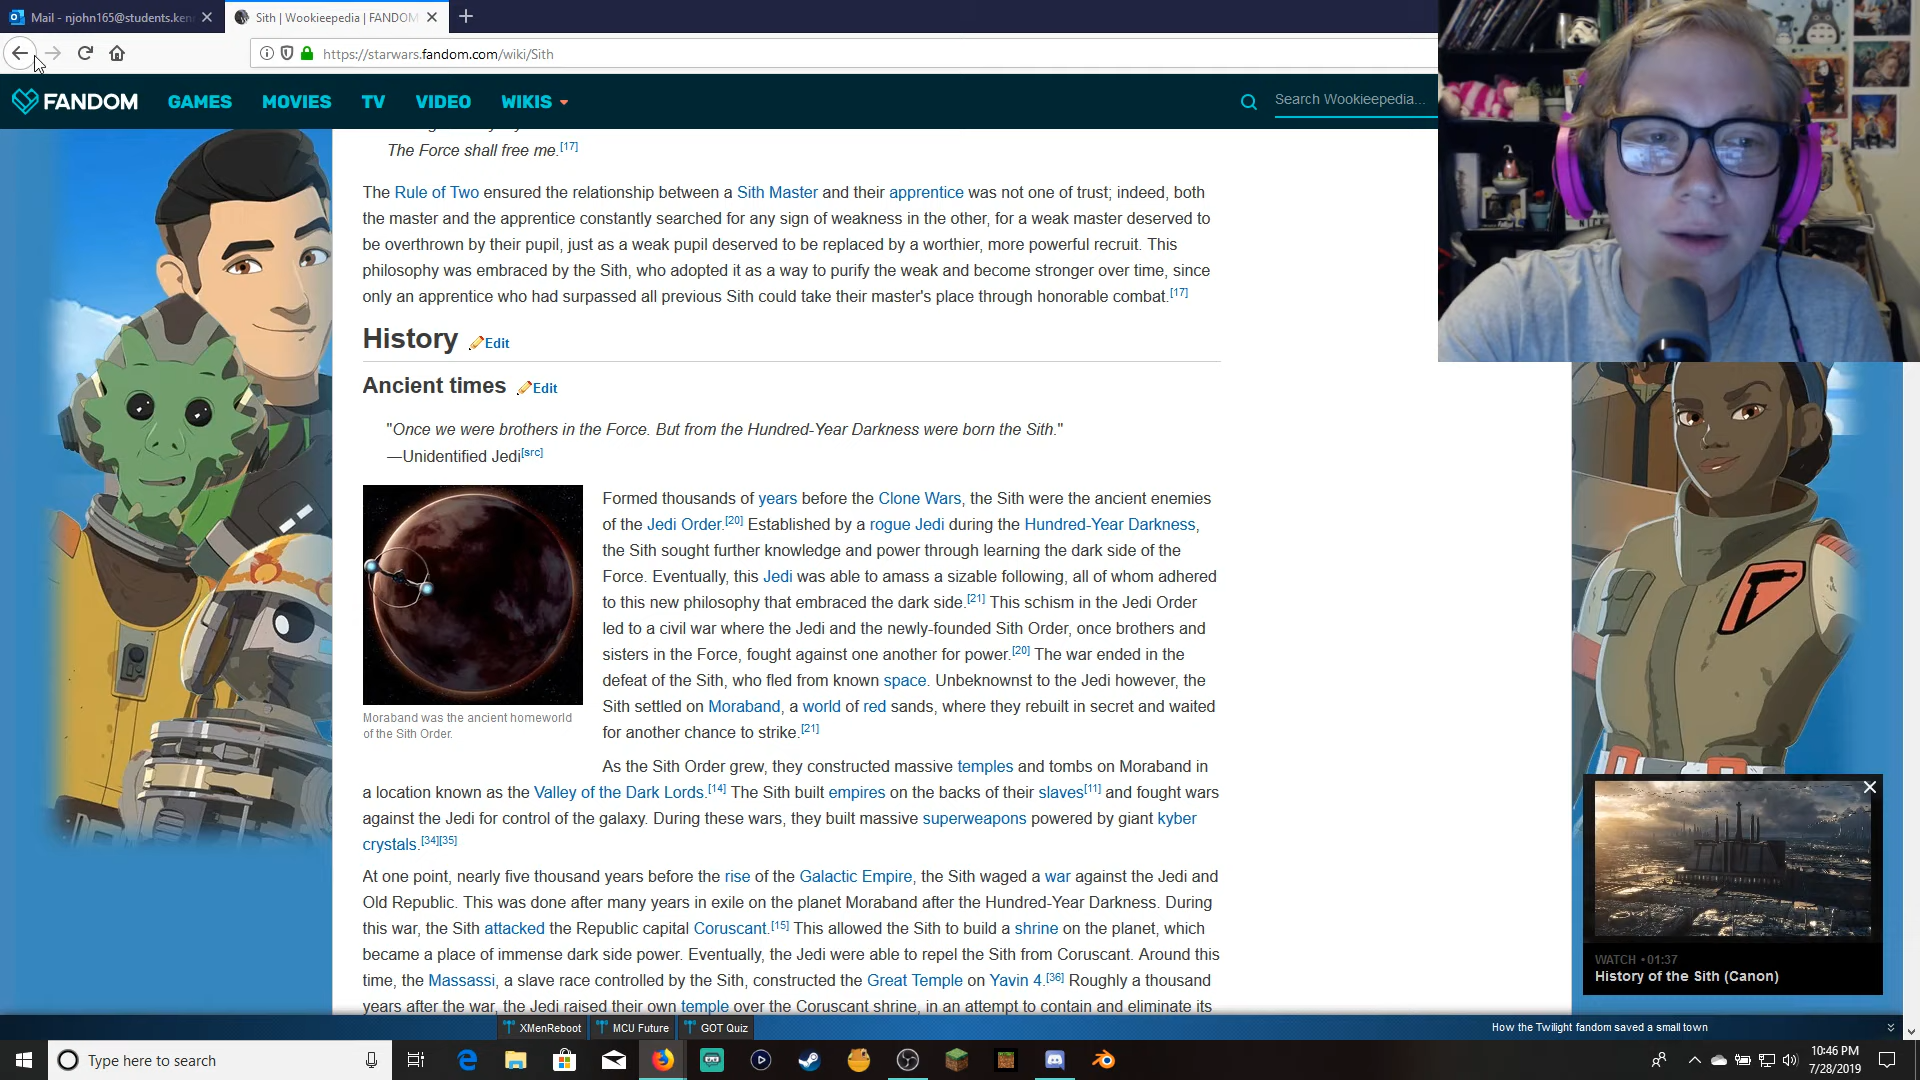 Mail - njohn165@students.ken
Sith | Wookieepedia | FANDOM
https://starwars.fandom.com/wiki/Sith
FANDOM GAMES MOVIES TV VIDEO WIKIS
Search Wookieepedia...
The Force shall free me.[17]
The Rule of Two ensured the relationship between a Sith Master and their apprentice was not one of trust; indeed, both
the master and the apprentice constantly searched for any sign of weakness in the other, for a weak master deserved to
be overthrown by their pupil, just as a weak pupil deserved to be replaced by a worthier, more powerful recruit. This
philosophy was embraced by the Sith, who adopted it as a way to purify the weak and become stronger over time, since
only an apprentice who had surpassed all previous Sith could take their master's place through honorable combat.[17]
History Edit
Ancient times Edit
"Once we were brothers in the Force. But from the Hundred-Year Darkness were born the Sith."
—Unidentified Jedi[src]
Moraband was the ancient homeworld
of the Sith Order.
Formed thousands of years before the Clone Wars, the Sith were the ancient enemies
of the Jedi Order.[20] Established by a rogue Jedi during the Hundred-Year Darkness,
the Sith sought further knowledge and power through learning the dark side of the
Force. Eventually, this Jedi was able to amass a sizable following, all of whom adhered
to this new philosophy that embraced the dark side.[21] This schism in the Jedi Order
led to a civil war where the Jedi and the newly-founded Sith Order, once brothers and
sisters in the Force, fought against one another for power.[20] The war ended in the
defeat of the Sith, who fled from known space. Unbeknownst to the Jedi however, the
Sith settled on Moraband, a world of red sands, where they rebuilt in secret and waited
for another chance to strike.[21]
As the Sith Order grew, they constructed massive temples and tombs on Moraband in
a location known as the Valley of the Dark Lords.[14] The Sith built empires on the backs of their slaves[11] and fought wars
against the Jedi for control of the galaxy. During these wars, they built massive superweapons powered by giant kyber
crystals.[34][35]
At one point, nearly five thousand years before the rise of the Galactic Empire, the Sith waged a war against the Jedi and
Old Republic. This was done after many years in exile on the planet Moraband after the Hundred-Year Darkness. During
this war, the Sith attacked the Republic capital Coruscant.[15] This allowed the Sith to build a shrine on the planet, which
became a place of immense dark side power. Eventually, the Jedi were able to repel the Sith from Coruscant. Around this
time, the Massassi, a slave race controlled by the Sith, constructed the Great Temple on Yavin 4.[36] Roughly a thousand
years after the war, the Jedi raised their own temple over the Coruscant shrine, in an attempt to contain and eliminate its
WATCH • 01:37
History of the Sith (Canon)
XMenReboot MCU Future GOT Quiz
How the Twilight fandom saved a small town
Type here to search
10:46 PM
7/28/2019